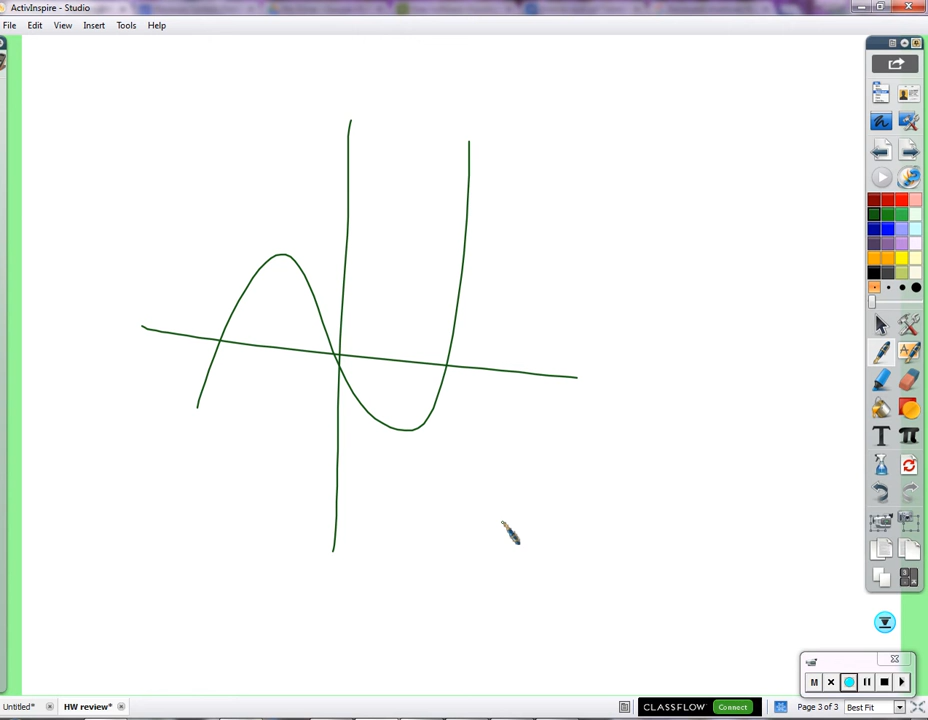 ActivInspire - Studio
File Edit View Insert Tools Help
T π
M
Untitled* HW review* CLASSFLOW Connect Page 3 of 3 Best Fit